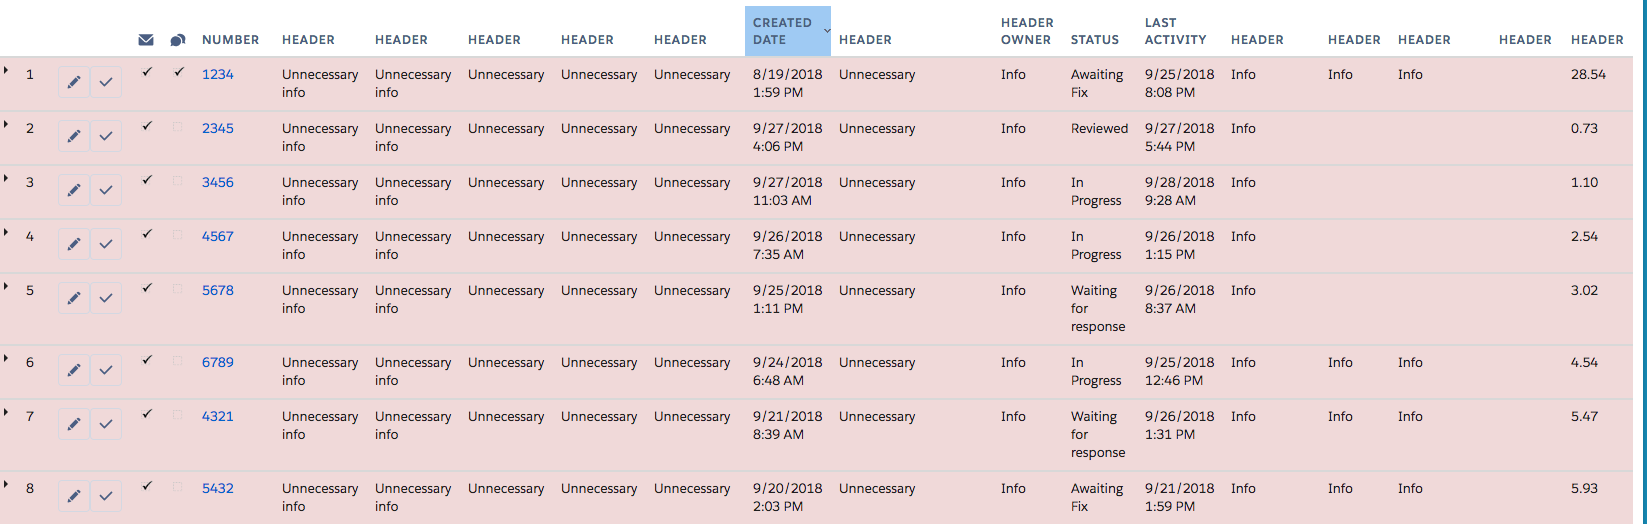 NUMBER HEADER HEADER HEADER HEADER HEADER CREATED DATE HEADER HEADER OWNER STATUS LAST ACTIVITY HEADER HEADER HEADER HEADER HEADER
1 1234 Unnecessary info Unnecessary info Unnecessary Unnecessary Unnecessary 8/19/2018 1:59 PM Unnecessary Info Awaiting Fix 9/25/2018 8:08 PM Info Info Info 28.54
2 2345 Unnecessary info Unnecessary info Unnecessary Unnecessary Unnecessary 9/27/2018 4:06 PM Unnecessary Info Reviewed 9/27/2018 5:44 PM Info 0.73
3 3456 Unnecessary info Unnecessary info Unnecessary Unnecessary Unnecessary 9/27/2018 11:03 AM Unnecessary Info In Progress 9/28/2018 9:28 AM Info 1.10
4 4567 Unnecessary info Unnecessary info Unnecessary Unnecessary Unnecessary 9/26/2018 7:35 AM Unnecessary Info In Progress 9/26/2018 1:15 PM Info 2.54
5 5678 Unnecessary info Unnecessary info Unnecessary Unnecessary Unnecessary 9/25/2018 1:11 PM Unnecessary Info Waiting for response 9/26/2018 8:37 AM Info 3.02
6 6789 Unnecessary info Unnecessary info Unnecessary Unnecessary Unnecessary 9/24/2018 6:48 AM Unnecessary Info In Progress 9/25/2018 12:46 PM Info Info Info 4.54
7 4321 Unnecessary info Unnecessary info Unnecessary Unnecessary Unnecessary 9/21/2018 8:39 AM Unnecessary Info Waiting for response 9/26/2018 1:31 PM Info Info Info 5.47
8 5432 Unnecessary info Unnecessary info Unnecessary Unnecessary Unnecessary 9/20/2018 2:03 PM Unnecessary Info Awaiting Fix 9/21/2018 1:59 PM Info Info Info 5.93